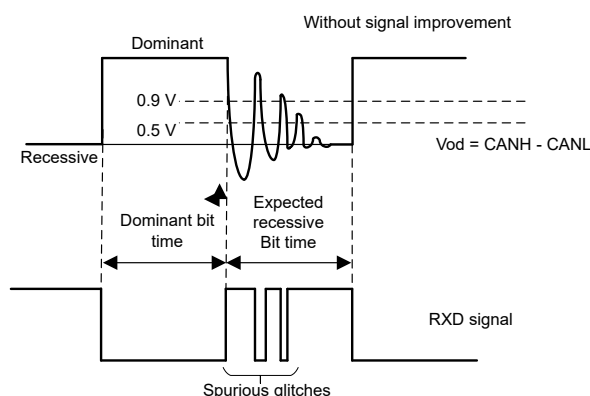 Without signal improvement
Dominant
0.9 V
0.5 V
Recessive
Vod = CANH - CANL
Dominant bit
time
Expected
recessive
Bit time
RXD signal
Spurious glitches